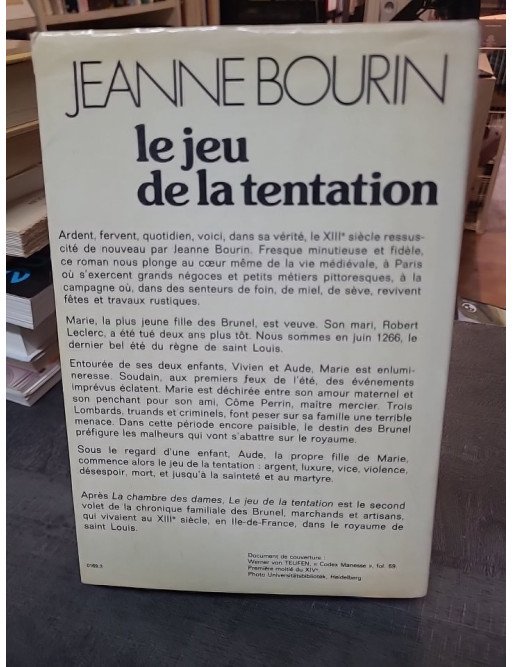 JEANNE BOURIN
le jeu
de la tentation
Ardent, fervent, quotidien, voici, dans sa vérité, le XIIIᵉ siècle ressus-
cité de nouveau par Jeanne Bourin. Fresque minutieuse et fidèle,
ce roman nous plonge au cœur même de la vie médiévale, à Paris
où s'exercent grands négoces et petits métiers pittoresques, à la
campagne où, dans des senteurs de foin, de miel, de sève, revivent
fêtes et travaux rustiques.
Marie, la plus jeune fille des Brunel, est veuve. Son mari, Robert
Leclerc, a été tué deux ans plus tôt. Nous sommes en juin 1266, le
dernier bel été du règne de saint Louis.
Entourée de ses deux enfants, Vivien et Aude, Marie est enlumi-
neresse. Soudain, aux premiers feux de l'été, des événements
imprévus éclatent. Marie est déchirée entre son amour maternel et
son penchant pour son ami, Côme Perrin, maître mercier. Trois
Lombards, truands et criminels, font peser sur sa famille une terrible
menace. Dans cette période encore paisible, le destin des Brunel
préfigure les malheurs qui vont s'abattre sur le royaume.
Sous le regard d'une enfant, Aude, la propre fille de Marie,
commence alors le jeu de la tentation : argent, luxure, vice, violence,
désespoir, mort, et jusqu'à la sainteté et au martyre.
Après La chambre des dames, Le jeu de la tentation est le second
volet de la chronique familiale des Brunel, marchands et artisans,
qui vivaient au XIIIᵉ siècle, en Ile-de-France, dans le royaume de
saint Louis.
Document de couverture :
Werner von TEUFEN, « Codex Manesse », fol. 69.
Première moitié du XIVᵉ
Photo Universitätsbibliotek, Heidelberg